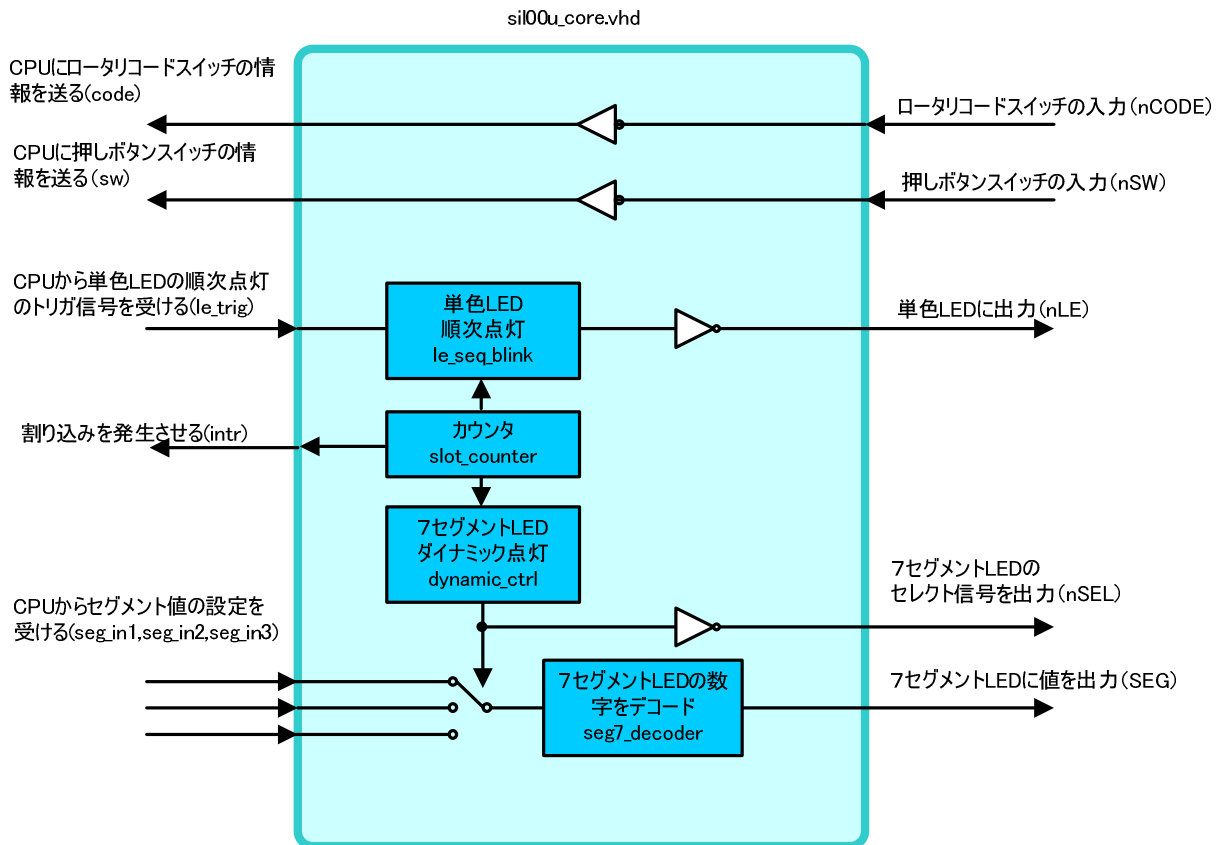 sil00u_core.vhd
CPUにロータリコードスイッチの情
報を送る(code)
ロータリコードスイッチの入力(nCODE)
CPUに押しボタンスイッチの情
報を送る(sw)
押しボタンスイッチの入力(nSW)
CPUから単色LEDの順次点灯
のトリガ信号を受ける(le_trig)
単色LED
順次点灯
le_seq_blink
単色LEDに出力(nLE)
割り込みを発生させる(intr)
カウンタ
slot_counter
7セグメントLED
ダイナミック点灯
dynamic_ctrl
7セグメントLEDの
セレクト信号を出力(nSEL)
CPUからセグメント値の設定を
受ける(seg_in1,seg_in2,seg_in3)
7セグメントLEDの数
字をデコード
seg7_decoder
7セグメントLEDに値を出力(SEG)